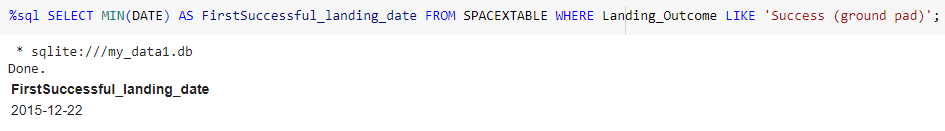 %sql SELECT MIN(DATE) AS FirstSuccessful_landing_date FROM SPACEXTABLE WHERE Landing_Outcome LIKE 'Success (ground pad)';
* sqlite:///my_data1.db
Done.
FirstSuccessful_landing_date
2015-12-22